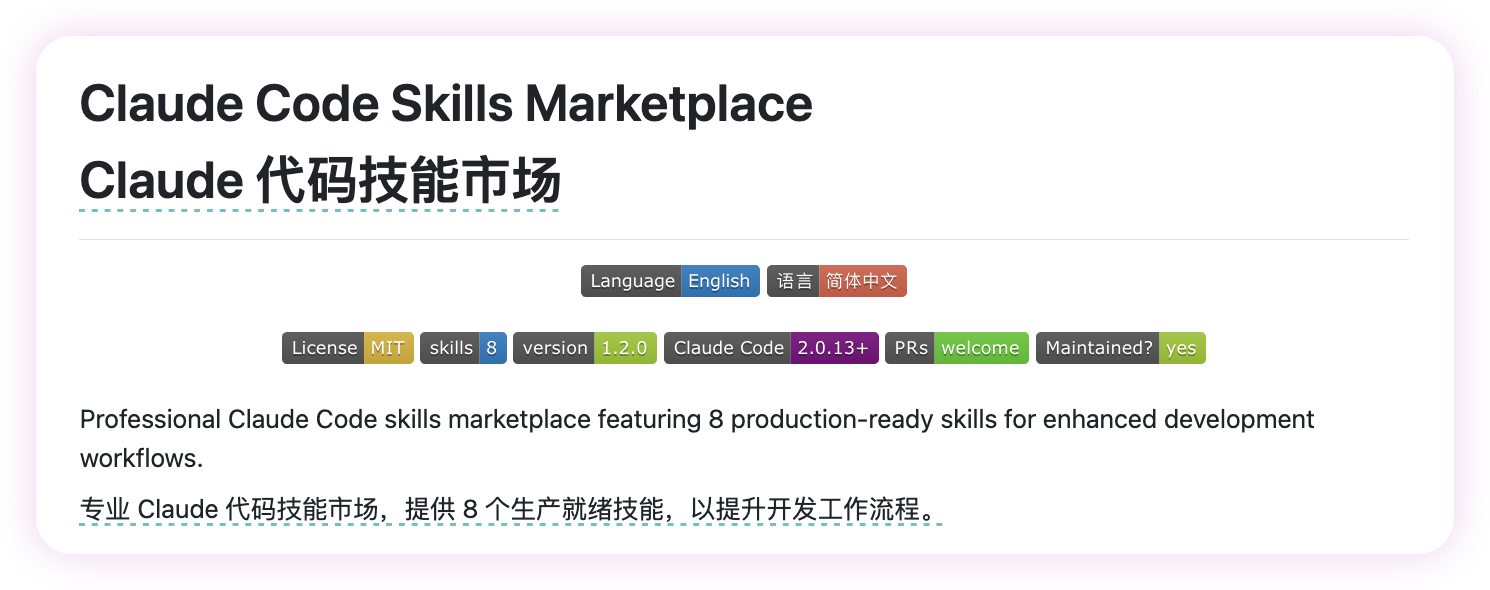 Claude Code Skills Marketplace
Claude 代码技能市场
Language English 语言 简体中文
License MIT skills 8 version 1.2.0 Claude Code 2.0.13+ PRs welcome Maintained? yes
Professional Claude Code skills marketplace featuring 8 production-ready skills for enhanced development
workflows.
专业 Claude 代码技能市场，提供 8 个生产就绪技能，以提升开发工作流程。